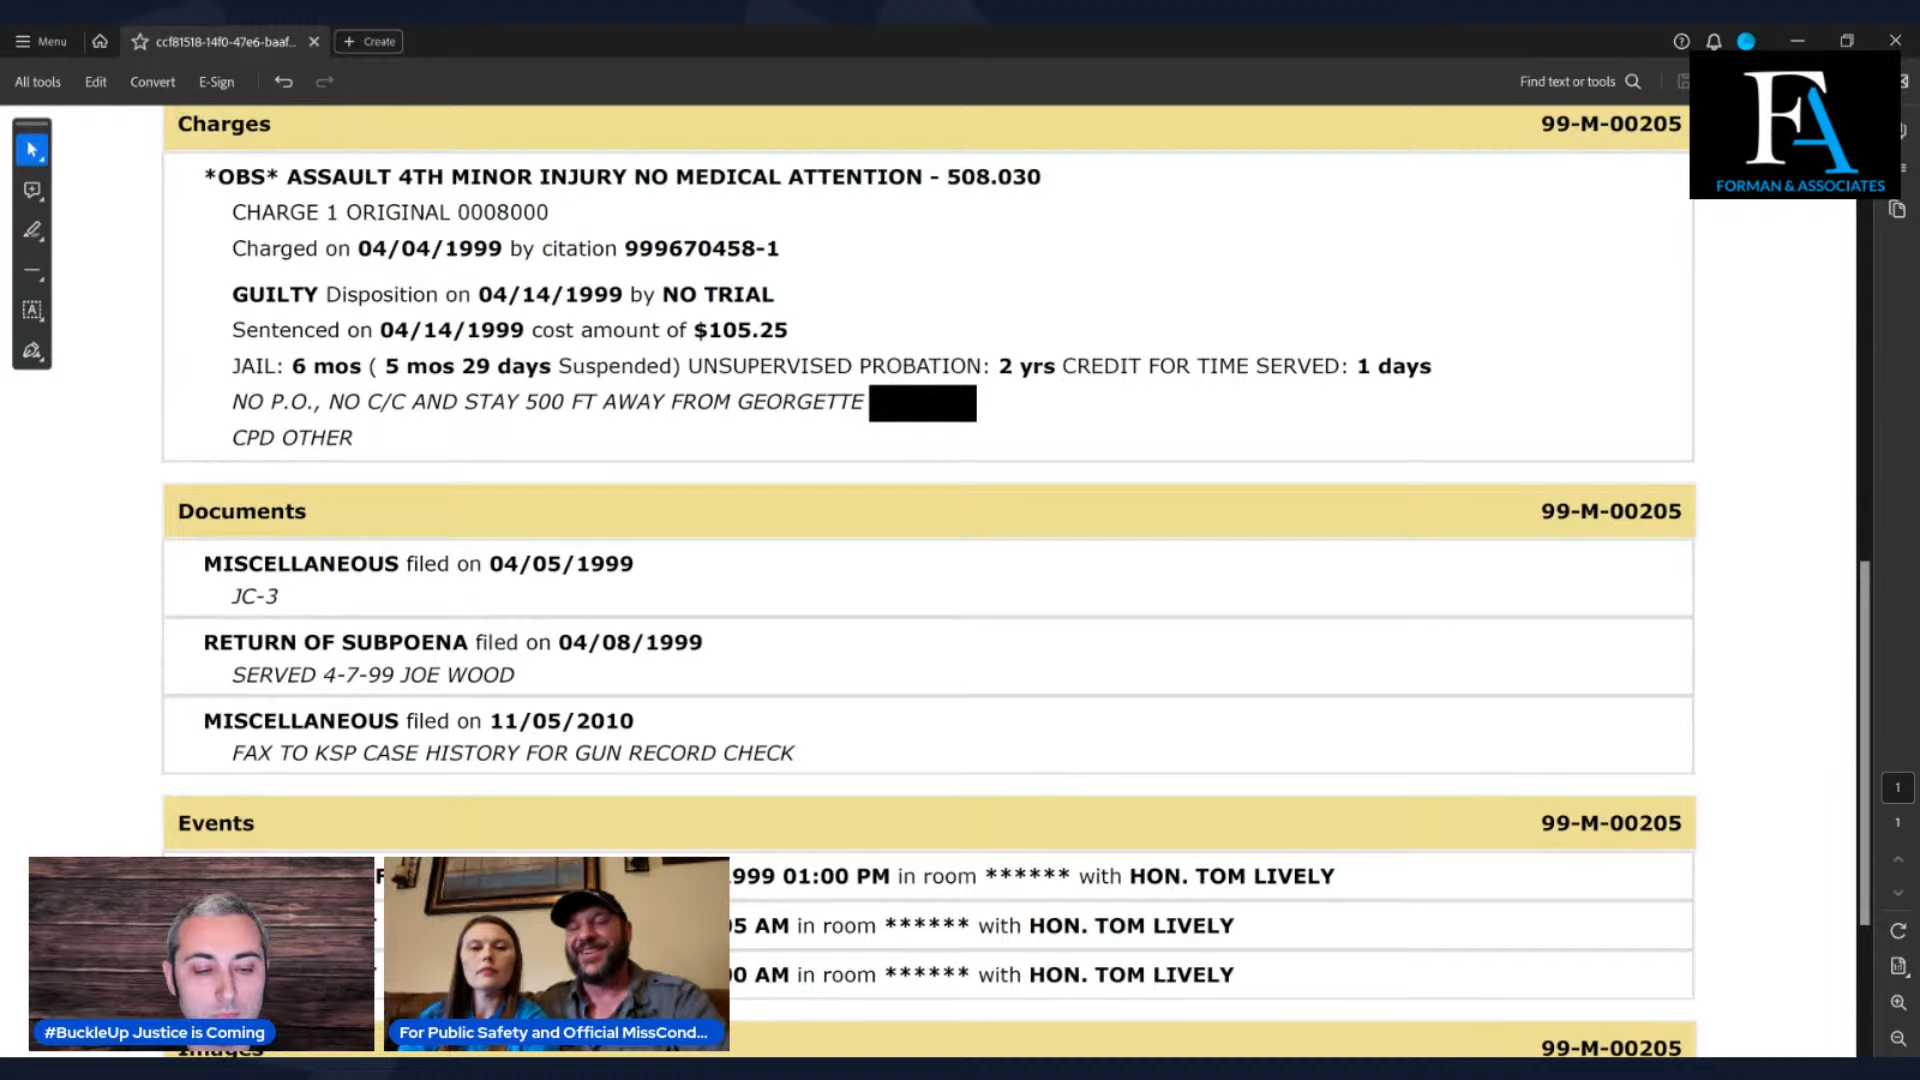 Menu
ccf81518-14f0-47e6-baaf...
Create
All tools
Edit
Convert
E-Sign
Find text or tools
FA
FORMAN & ASSOCIATES
Charges 99-M-00205
*OBS* ASSAULT 4TH MINOR INJURY NO MEDICAL ATTENTION - 508.030
CHARGE 1 ORIGINAL 0008000
Charged on 04/04/1999 by citation 999670458-1
GUILTY Disposition on 04/14/1999 by NO TRIAL
Sentenced on 04/14/1999 cost amount of $105.25
JAIL: 6 mos ( 5 mos 29 days Suspended) UNSUPERVISED PROBATION: 2 yrs CREDIT FOR TIME SERVED: 1 days
NO P.O., NO C/C AND STAY 500 FT AWAY FROM GEORGETTE
CPD OTHER
Documents 99-M-00205
MISCELLANEOUS filed on 04/05/1999
JC-3
RETURN OF SUBPOENA filed on 04/08/1999
SERVED 4-7-99 JOE WOOD
MISCELLANEOUS filed on 11/05/2010
FAX TO KSP CASE HISTORY FOR GUN RECORD CHECK
1
1
Events 99-M-00205
1999 01:00 PM in room ****** with HON. TOM LIVELY
AM in room ****** with HON. TOM LIVELY
AM in room ****** with HON. TOM LIVELY
#BuckleUp Justice is Coming
For Public Safety and Official MissCond...
Images 99-M-00205